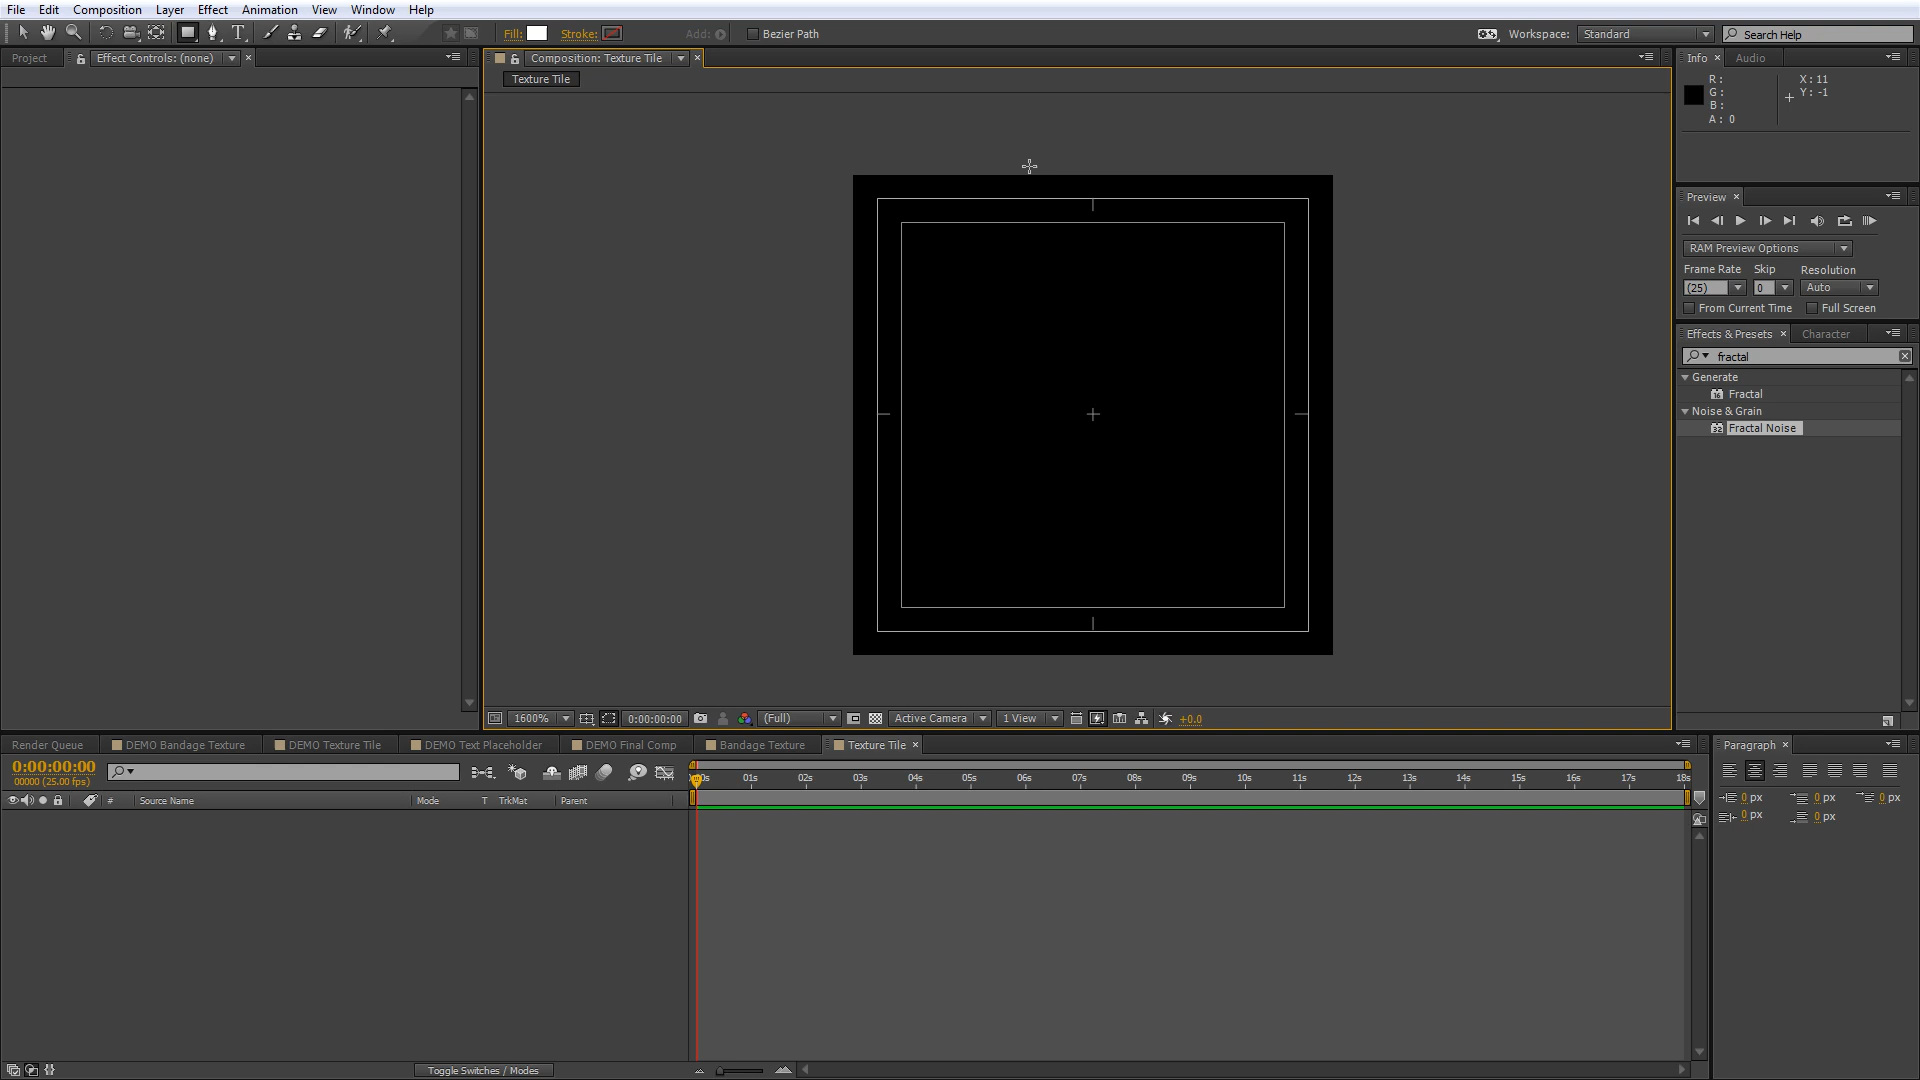 File Edit Composition Layer Effect Animation View Window Help
Fill: Stroke: Add: Bezier Path Workspace: Standard Search Help
Project Effect Controls: (none) Composition: Texture Tile Info Audio
Texture Tile
R: X: 11
G: Y: -1
B:
A: 0
Preview
RAM Preview Options
Frame Rate Skip Resolution
(25) 0 Auto
From Current Time Full Screen
Effects & Presets Character
fractal
Generate
16 Fractal
Noise & Grain
32 Fractal Noise
1600% 0:00:00:00 (Full) Active Camera 1 View +0.0
Render Queue DEMO Bandage Texture DEMO Texture Tile DEMO Text Placeholder DEMO Final Comp Bandage Texture Texture Tile Paragraph
0:00:00:00
00000 (25.00 fps)
01s 02s 03s 04s 05s 06s 07s 08s 09s 10s 11s 12s 13s 14s 15s 16s 17s 18s
# Source Name Mode T TrkMat Parent
0 px 0 px 0 px
0 px 0 px
Toggle Switches / Modes